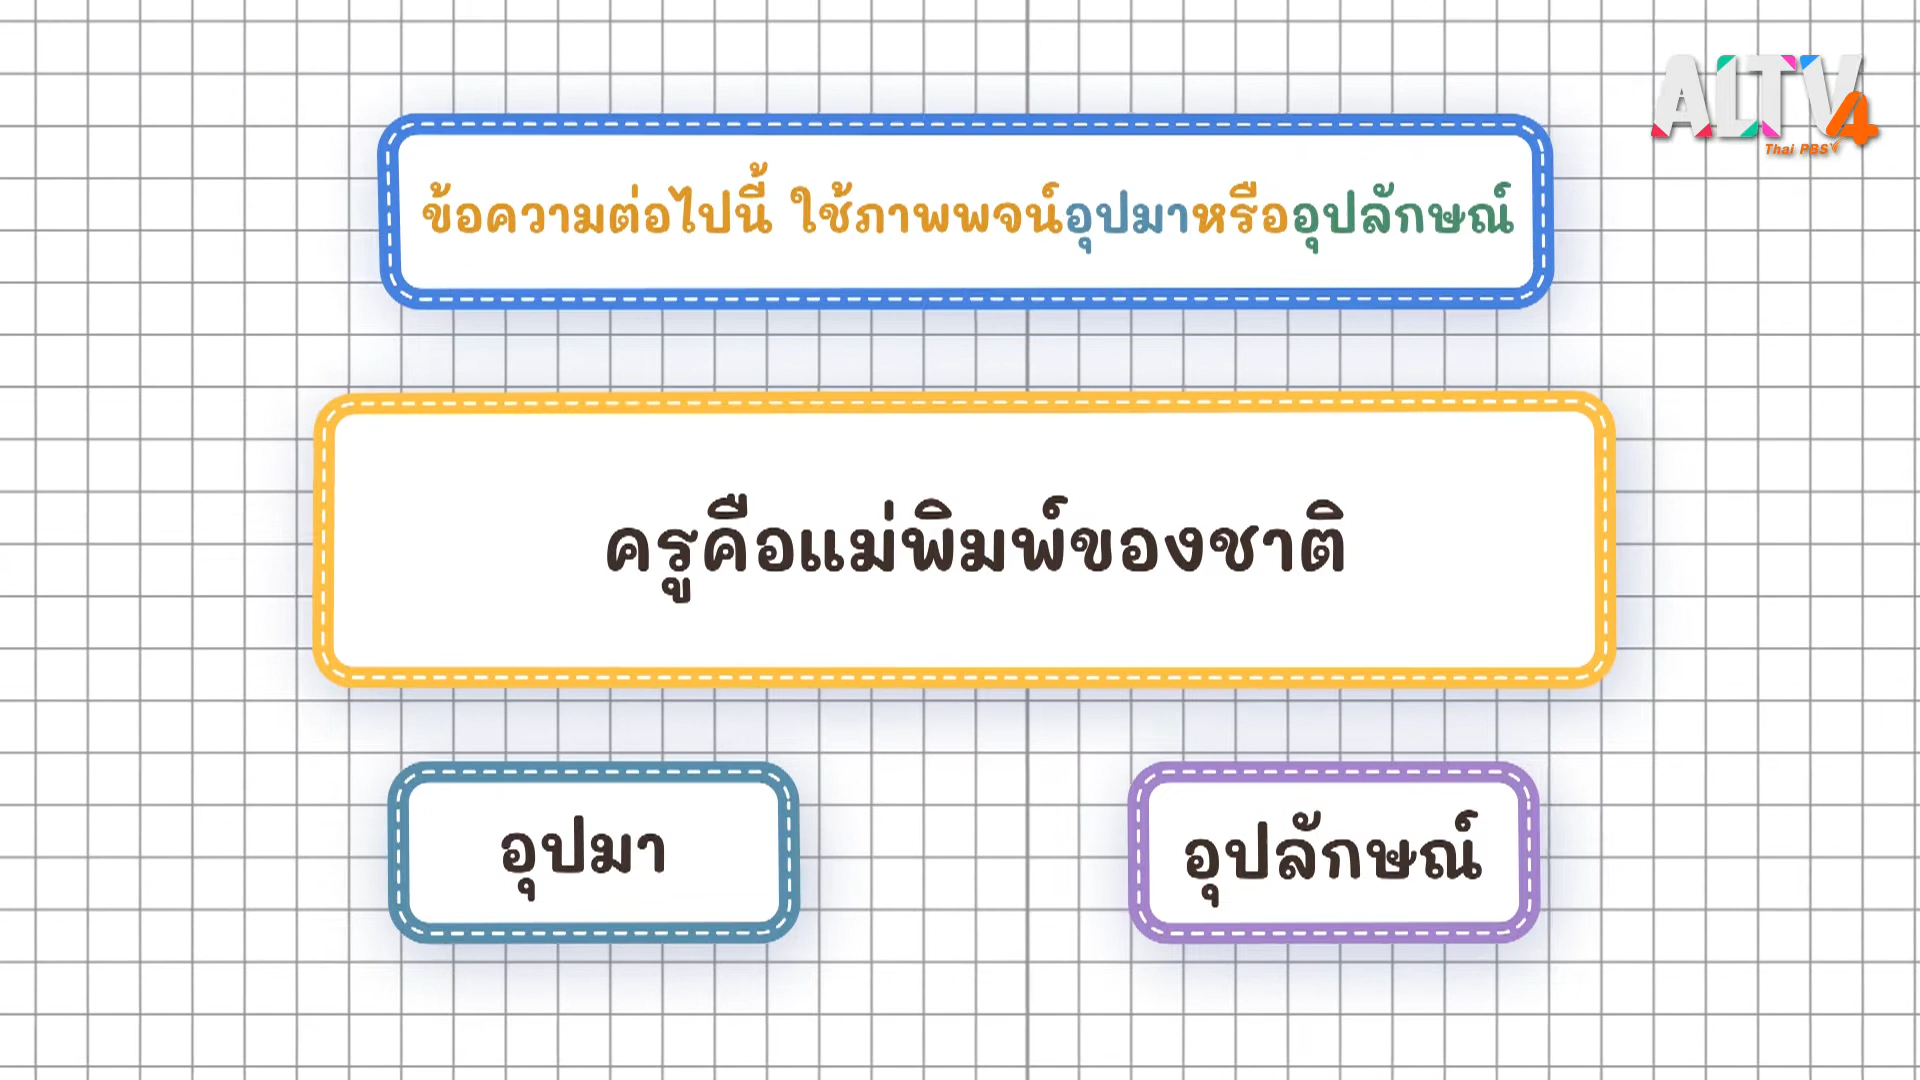 ALTV4
Thai PBS
ข้อความต่อไปนี้ ใช้ภาพพจน์อุปมาหรืออุปลักษณ์
ครูคือแม่พิมพ์ของชาติ
อุปมา
อุปลักษณ์